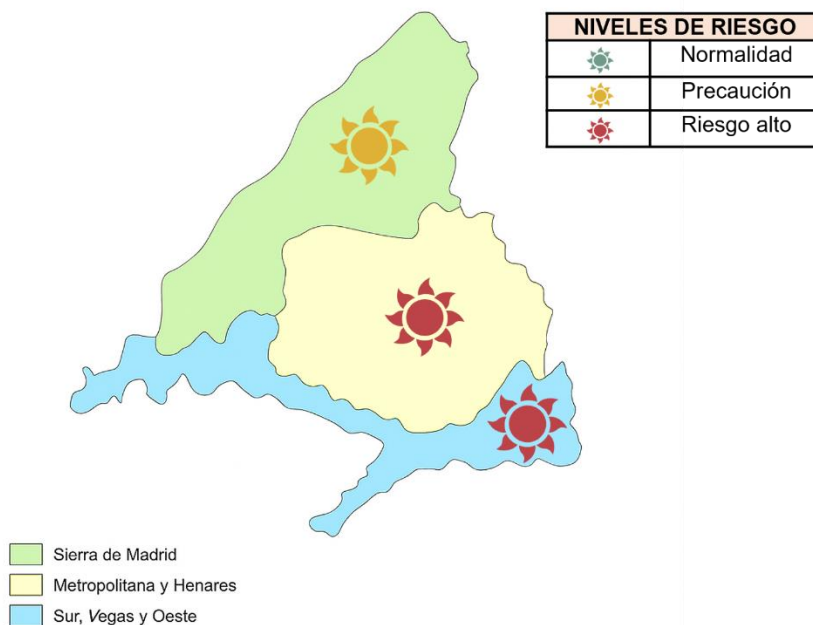 NIVELES DE RIESGO
Normalidad
Precaución
Riesgo alto
Sierra de Madrid
Metropolitana y Henares
Sur, Vegas y Oeste